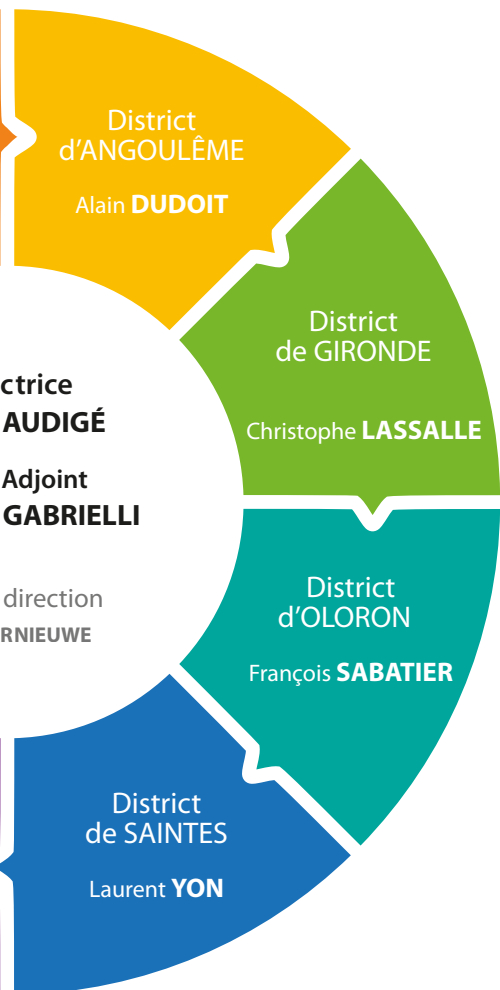 District
d'ANGOULÊME
Alain DUDOIT
District
de GIRONDE
Christophe LASSALLE
ctrice
AUDIGÉ
Adjoint
GABRIELLI
direction
RNIEUWE
District
d'OLORON
François SABATIER
District
de SAINTES
Laurent YON